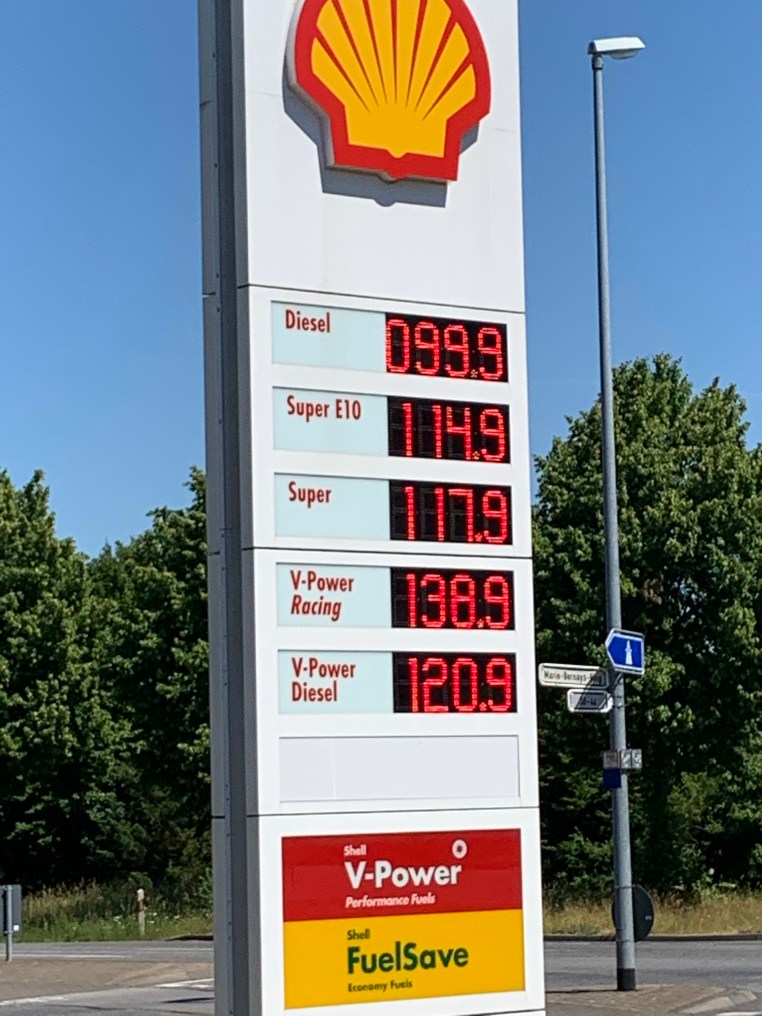 Diesel 099.9
Super E10 114.9
Super 117.9
V-Power
Racing 138.9
V-Power
Diesel 120.9
Shell
V-Power
Performance Fuels
Shell
FuelSave
Economy Fuels